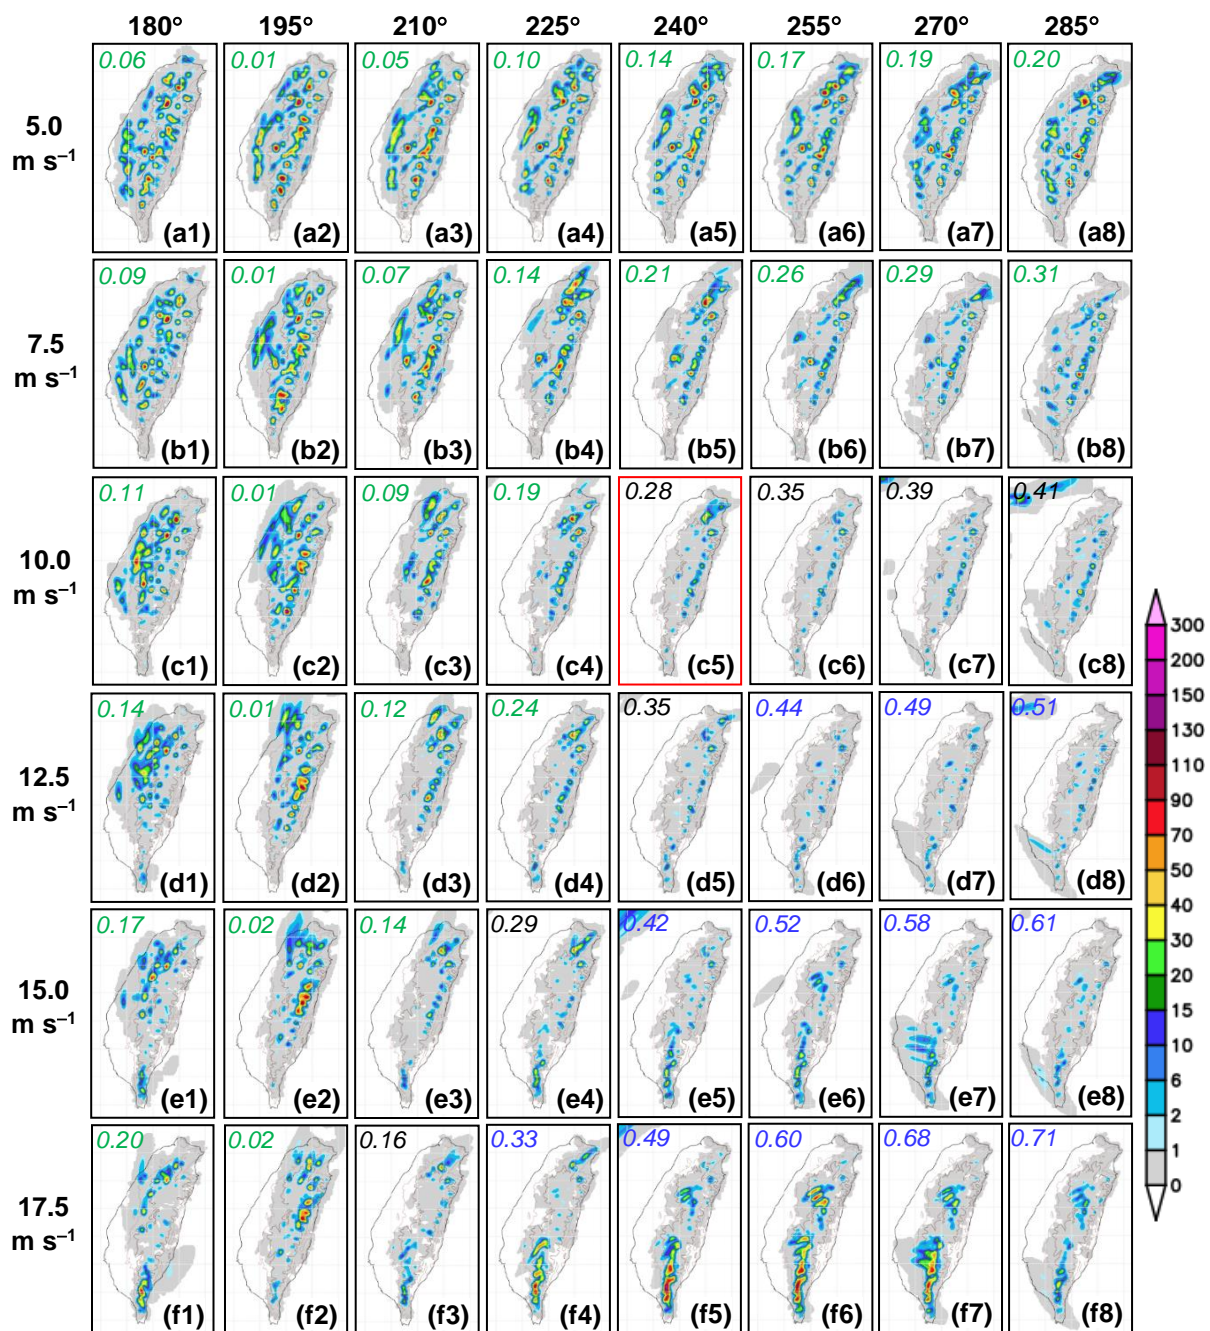 180° 195° 210° 225° 240° 255° 270° 285°
0.06 0.01 0.05 0.10 0.14 0.17 0.19 0.20
5.0
m s⁻¹
(a1) (a2) (a3) (a4) (a5) (a6) (a7) (a8)
0.09 0.01 0.07 0.14 0.21 0.26 0.29 0.31
7.5
m s⁻¹
(b1) (b2) (b3) (b4) (b5) (b6) (b7) (b8)
0.11 0.01 0.09 0.19 0.28 0.35 0.39 0.41
10.0
m s⁻¹
(c1) (c2) (c3) (c4) (c5) (c6) (c7) (c8)
0.14 0.01 0.12 0.24 0.35 0.44 0.49 0.51
12.5
m s⁻¹
(d1) (d2) (d3) (d4) (d5) (d6) (d7) (d8)
0.17 0.02 0.14 0.29 0.42 0.52 0.58 0.61
15.0
m s⁻¹
(e1) (e2) (e3) (e4) (e5) (e6) (e7) (e8)
0.20 0.02 0.16 0.33 0.49 0.60 0.68 0.71
17.5
m s⁻¹
(f1) (f2) (f3) (f4) (f5) (f6) (f7) (f8)
300
200
150
130
110
90
70
50
40
30
20
15
10
6
2
1
0